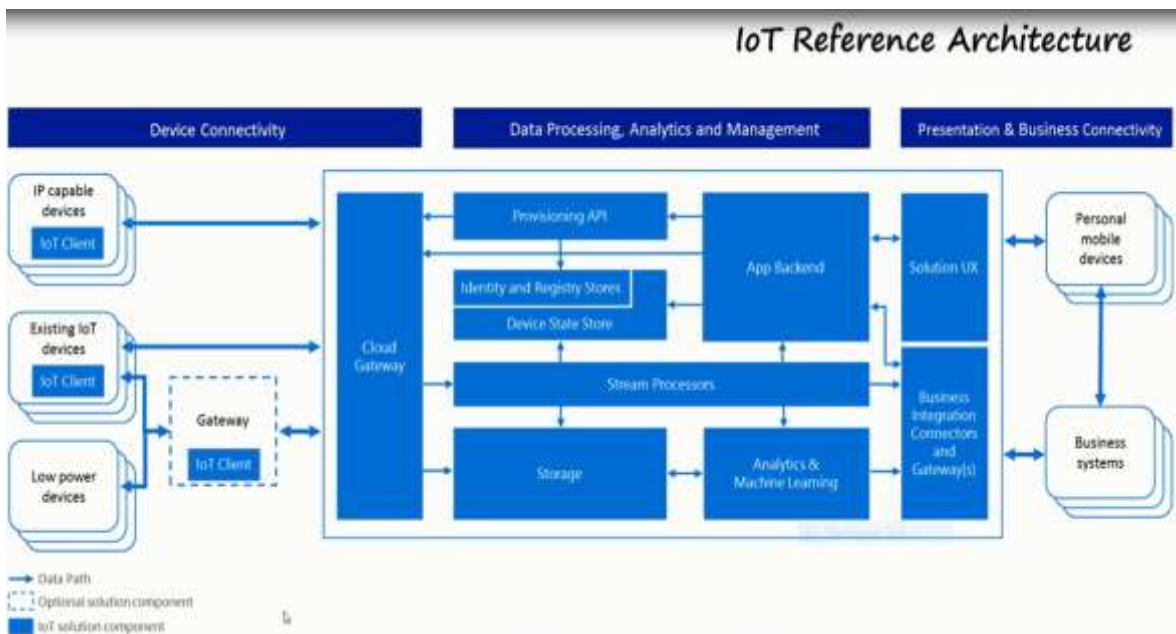 IoT Reference Architecture
Device Connectivity
Data Processing, Analytics and Management
Presentation & Business Connectivity
IP capable
devices
IoT Client
Existing IoT
devices
IoT Client
Low power
devices
Gateway
IoT Client
Cloud
Gateway
Provisioning API
Identity and Registry Stores
Device State Store
Stream Processors
Storage
App Backend
Analytics &
Machine Learning
Solution UX
Business
Integration
Connectors
and
Gateway(s)
Personal
mobile
devices
Business
systems
Data Path
Optional solution component
IoT solution component